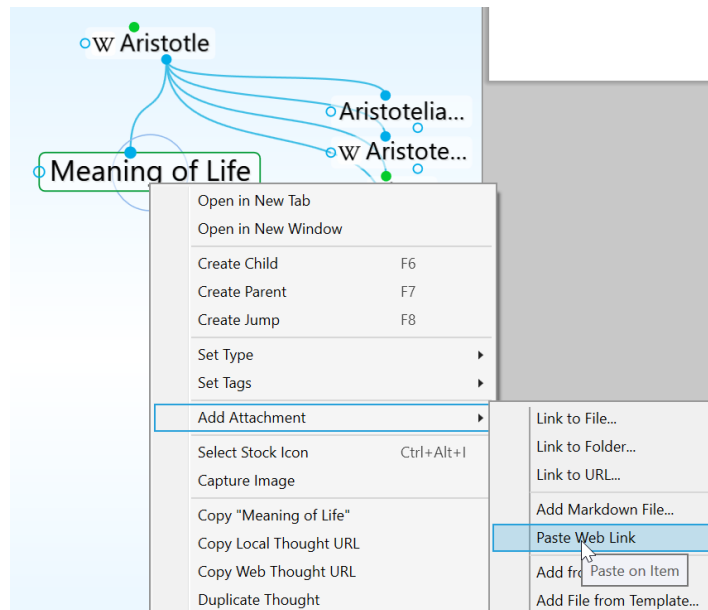 W Aristotle
Aristotelia...
W Aristote...
Meaning of Life
Open in New Tab
Open in New Window
Create Child F6
Create Parent F7
Create Jump F8
Set Type
Set Tags
Add Attachment
Select Stock Icon Ctrl+Alt+I
Capture Image
Copy "Meaning of Life"
Copy Local Thought URL
Copy Web Thought URL
Duplicate Thought
Link to File...
Link to Folder...
Link to URL...
Add Markdown File...
Paste Web Link
Add
Paste on Item
Add File from Template...